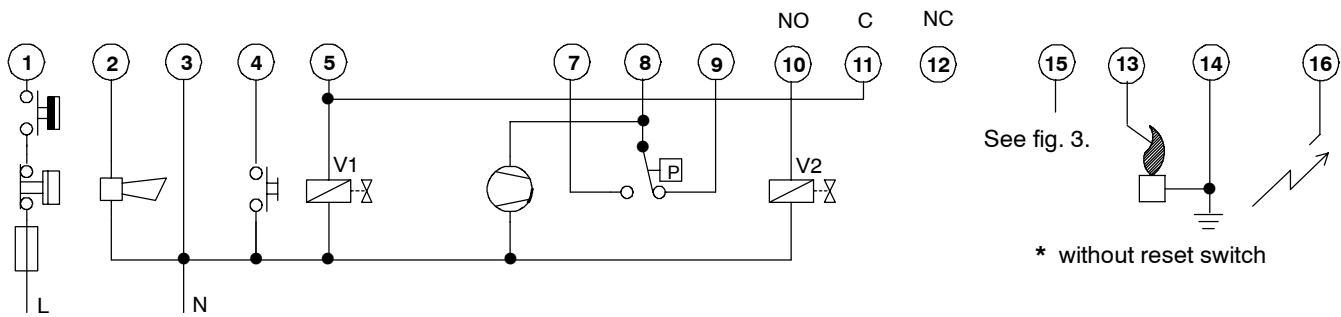 NO C NC
1 2 3 4 5 7 8 9 10 11 12 15 13 14 16
See fig. 3.
V1 P V2
* without reset switch
L N